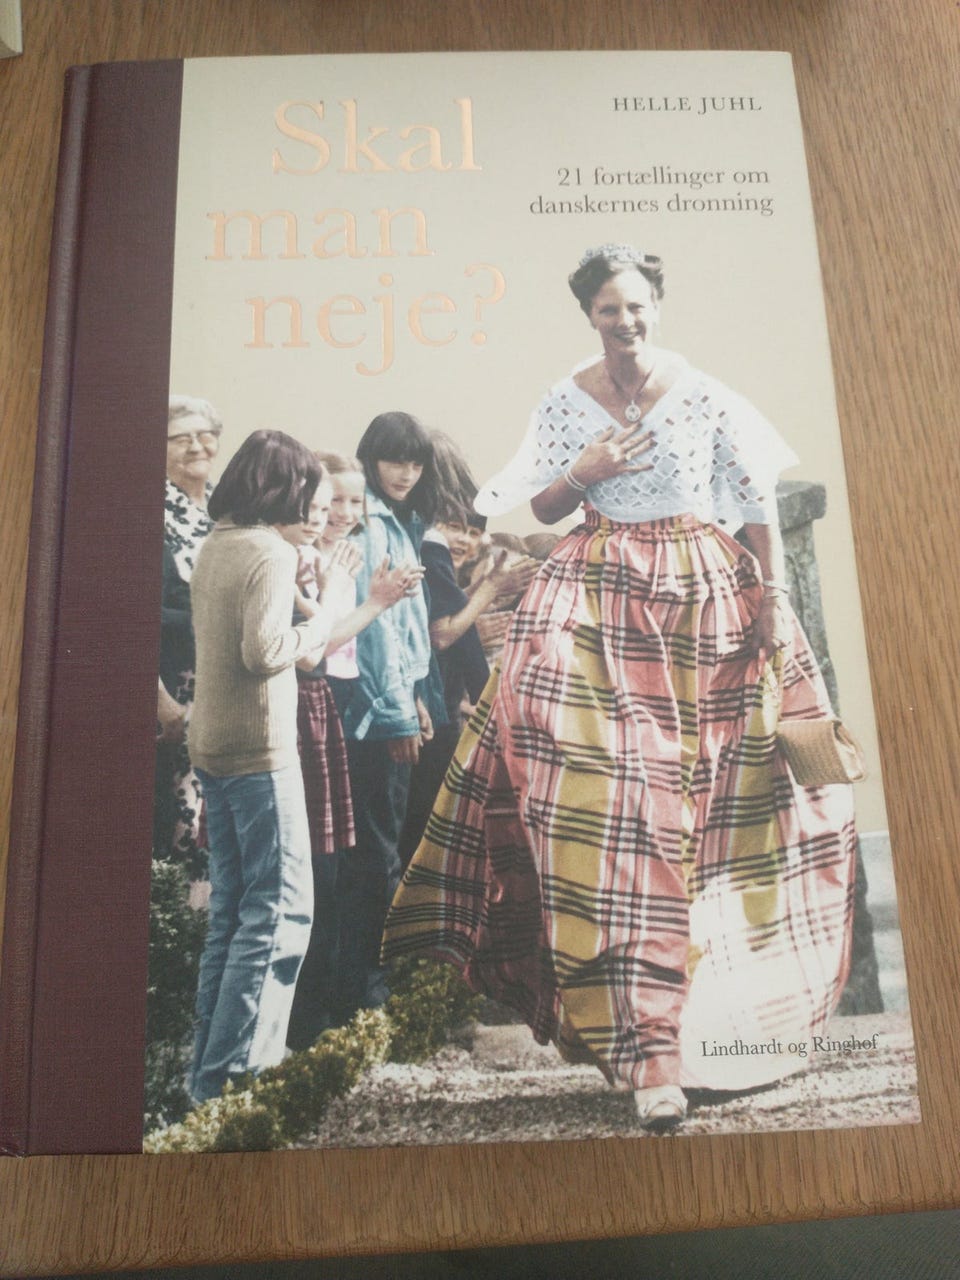 Skal
man
neje?
HELLE JUHL
21 fortællinger om
danskernes dronning
Lindhardt og Ringhof